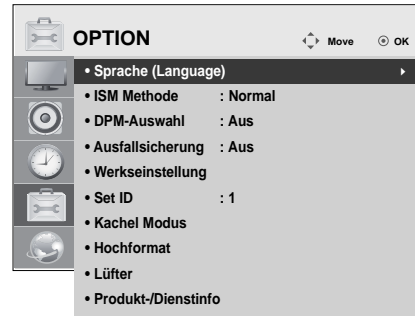 OPTION Move OK
• Sprache (Language)
• ISM Methode : Normal
• DPM-Auswahl : Aus
• Ausfallsicherung : Aus
• Werkseinstellung
• Set ID : 1
• Kachel Modus
• Hochformat
• Lüfter
• Produkt-/Dienstinfo